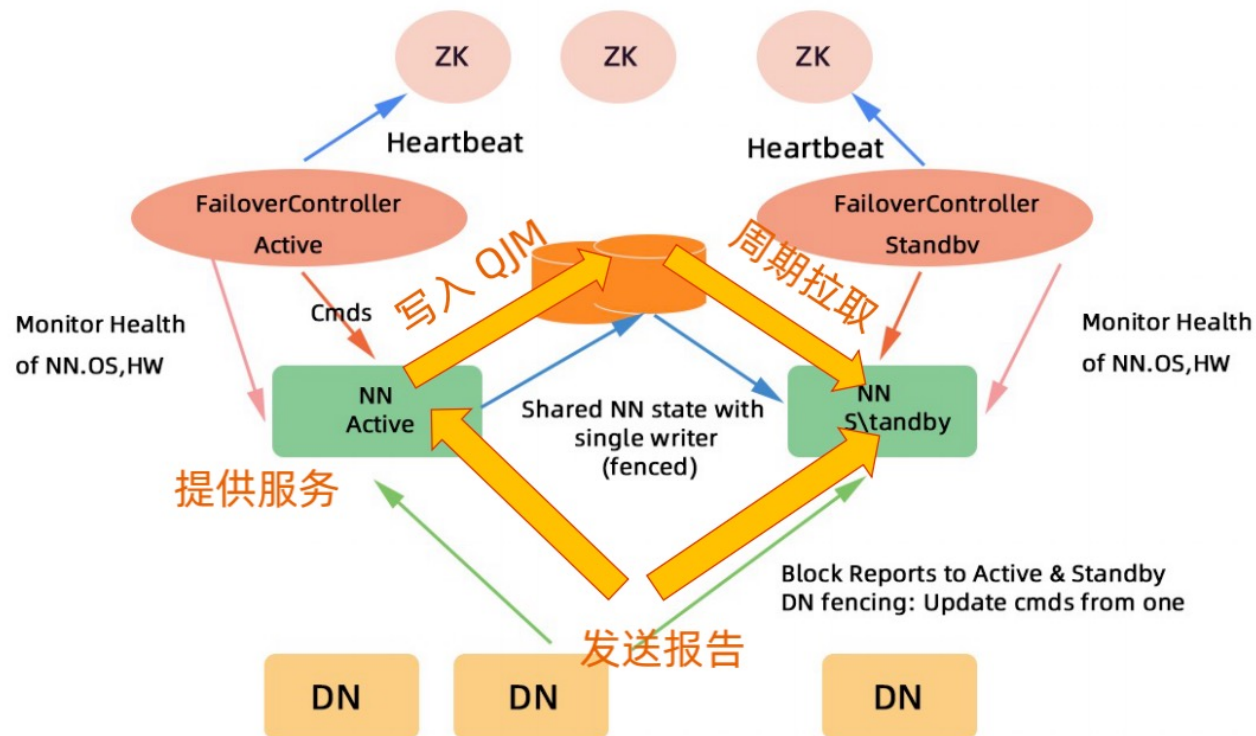 ZK
ZK
ZK
Heartbeat
Heartbeat
FailoverController
Active
FailoverController
Standbv
写入 QJM
周期拉取
Cmds
Monitor Health
of NN.OS,HW
Monitor Health
of NN.OS,HW
NN
Active
Shared NN state with
single writer
(fenced)
NN
S\tandby
提供服务
Block Reports to Active & Standby
DN fencing: Update cmds from one
发送报告
DN
DN
DN